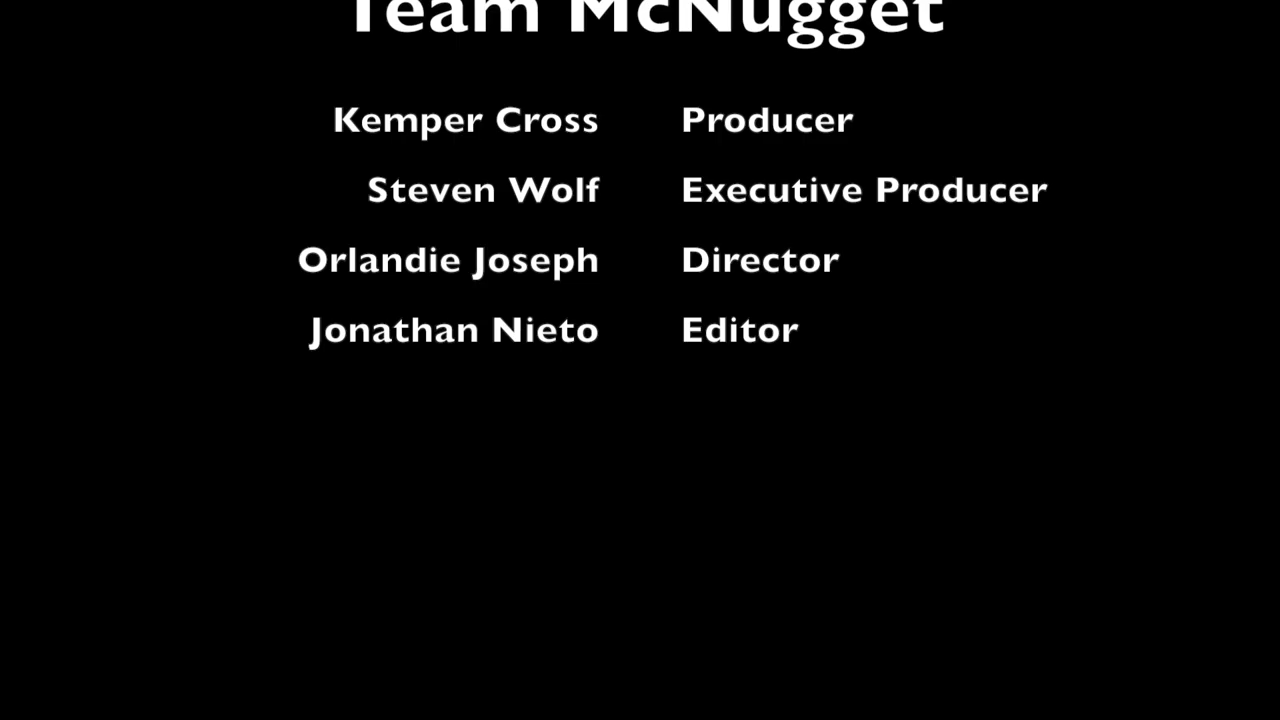 Team McNugget
Kemper Cross Producer
Steven Wolf Executive Producer
Orlandie Joseph Director
Jonathan Nieto Editor